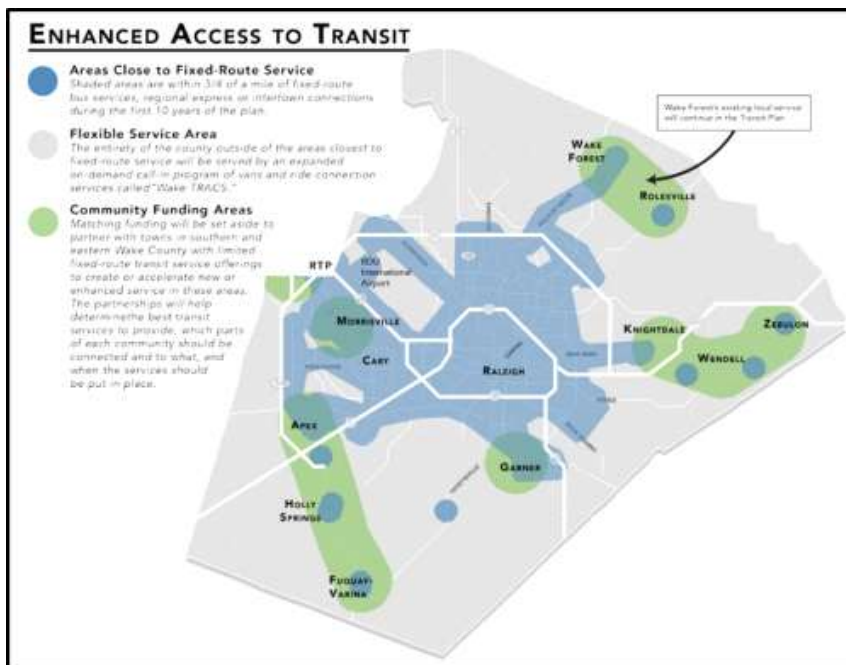 ENHANCED ACCESS TO TRANSIT
Areas Close to Fixed-Route Service
Shaded areas are within 3/4 of a mile of fixed-route
bus services, regional express or intertown connections
during the first 10 years of the plan.
Flexible Service Area
The entirety of the county outside of the areas closest to
fixed-route service will be served by an expanded
on-demand call-in program of vans and ride connection
services called "Wake TRACS."
Community Funding Areas
Matching funding will be set aside to
partner with towns in southern and
eastern Wake County with limited
fixed-route transit service offerings
to create or accelerate new or
enhanced service in these areas.
The partnerships will help
determinethe best transit
services to provide, which parts
of each community should be
connected and to what, and
when the services should
be put in place.
Wake Forest's existing local service
will continue in the Transit Plan
WAKE
FOREST
ROLESVILLE
RTP
RDU
International
Airport
MORRISVILLE
CARY
RALEIGH
KNIGHTDALE
ZEBULON
WENDELL
APEX
GARNER
HOLLY
SPRINGS
FUQUAY-
VARINA